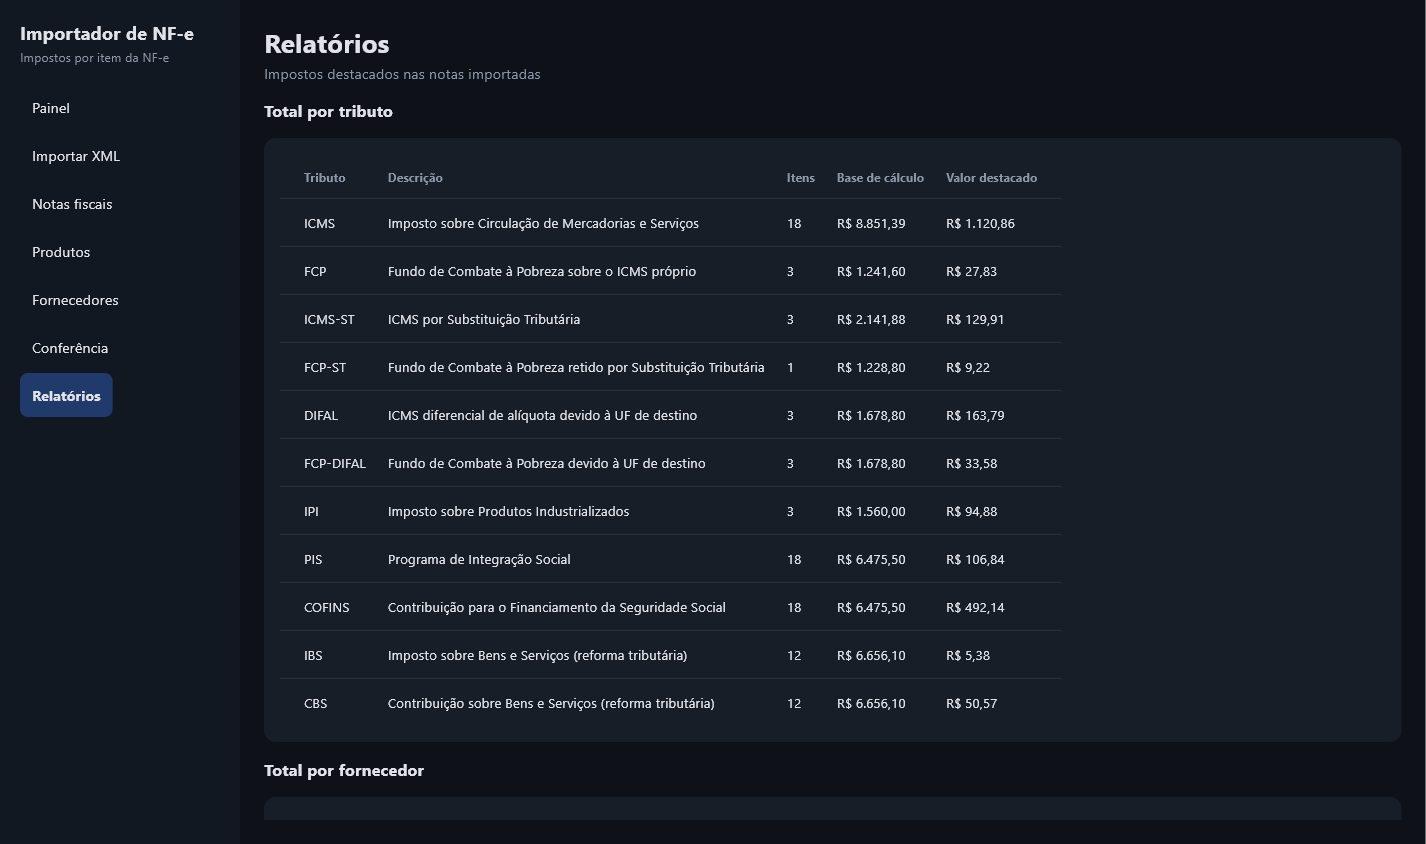 Importador de NF-e
Impostos por item da NF-e
Painel
Importar XML
Notas fiscais
Produtos
Fornecedores
Conferência
Relatórios
Relatórios
Impostos destacados nas notas importadas
Total por tributo
Tributo Descrição Itens Base de cálculo Valor destacado
ICMS Imposto sobre Circulação de Mercadorias e Serviços 18 R$ 8.851,39 R$ 1.120,86
FCP Fundo de Combate à Pobreza sobre o ICMS próprio 3 R$ 1.241,60 R$ 27,83
ICMS-ST ICMS por Substituição Tributária 3 R$ 2.141,88 R$ 129,91
FCP-ST Fundo de Combate à Pobreza retido por Substituição Tributária 1 R$ 1.228,80 R$ 9,22
DIFAL ICMS diferencial de alíquota devido à UF de destino 3 R$ 1.678,80 R$ 163,79
FCP-DIFAL Fundo de Combate à Pobreza devido à UF de destino 3 R$ 1.678,80 R$ 33,58
IPI Imposto sobre Produtos Industrializados 3 R$ 1.560,00 R$ 94,88
PIS Programa de Integração Social 18 R$ 6.475,50 R$ 106,84
COFINS Contribuição para o Financiamento da Seguridade Social 18 R$ 6.475,50 R$ 492,14
IBS Imposto sobre Bens e Serviços (reforma tributária) 12 R$ 6.656,10 R$ 5,38
CBS Contribuição sobre Bens e Serviços (reforma tributária) 12 R$ 6.656,10 R$ 50,57
Total por fornecedor